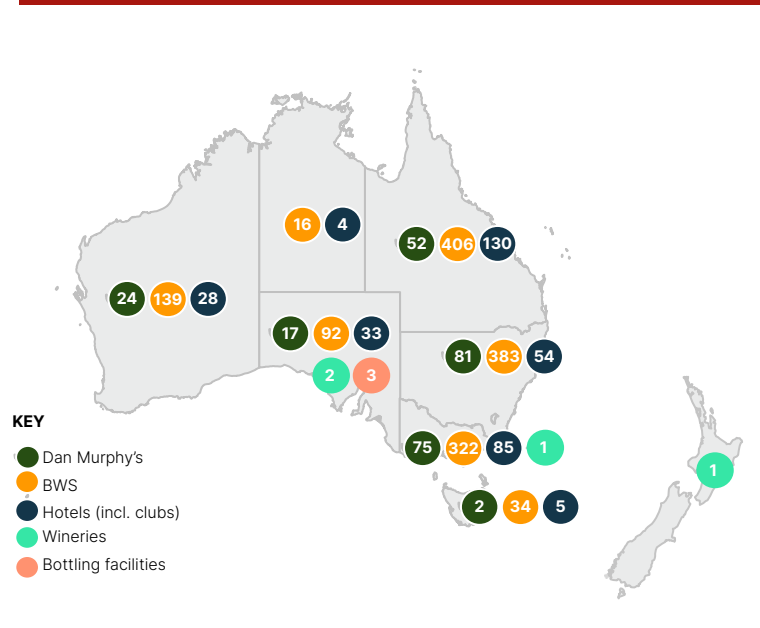 16 4
52 406 130
24 139 28
17 92 33
81 383 54
2 3
KEY
75 322 85 1
Dan Murphy's
1
BWS
2 34 5
Hotels (incl. clubs)
Wineries
Bottling facilities